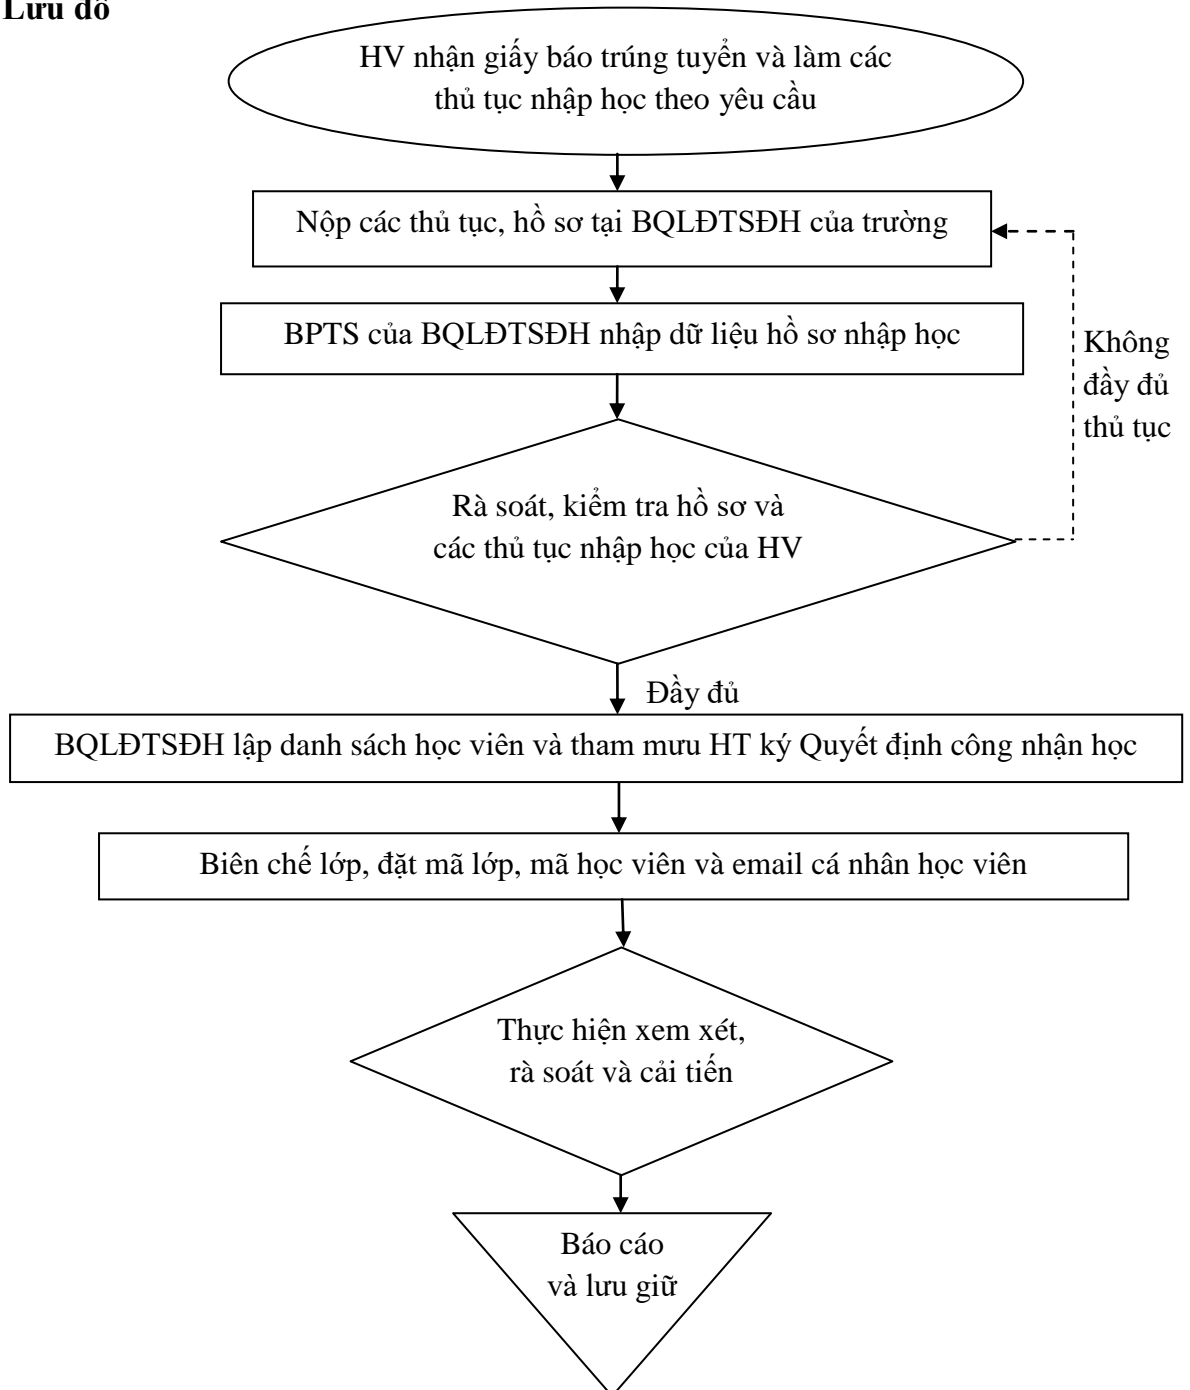 Lưu đồ
HV nhận giấy báo trúng tuyển và làm các
thủ tục nhập học theo yêu cầu
Nộp các thủ tục, hồ sơ tại BQLĐTSĐH của trường
BPTS của BQLĐTSĐH nhập dữ liệu hồ sơ nhập học
Không
đầy đủ
thủ tục
Rà soát, kiểm tra hồ sơ và
các thủ tục nhập học của HV
Đầy đủ
BQLĐTSĐH lập danh sách học viên và tham mưu HT ký Quyết định công nhận học
Biên chế lớp, đặt mã lớp, mã học viên và email cá nhân học viên
Thực hiện xem xét,
rà soát và cải tiến
Báo cáo
và lưu giữ